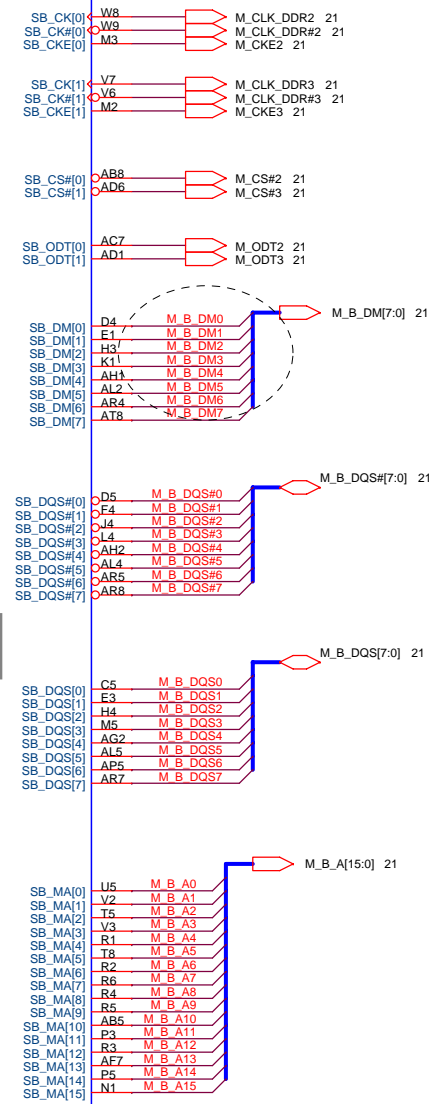 SB_CK[0] W8 M_CLK_DDR2 21
SB_CK#[0] W9 M_CLK_DDR#2 21
SB_CKE[0] M3 M_CKE2 21
SB_CK[1] V7 M_CLK_DDR3 21
SB_CK#[1] V6 M_CLK_DDR#3 21
SB_CKE[1] M2 M_CKE3 21
SB_CS#[0] AB8 M_CS#2 21
SB_CS#[1] AD6 M_CS#3 21
SB_ODT[0] AC7 M_ODT2 21
SB_ODT[1] AD1 M_ODT3 21
M_B_DM[7:0] 21
SB_DM[0] D4 M_B_DM0
SB_DM[1] E1 M_B_DM1
SB_DM[2] H3 M_B_DM2
SB_DM[3] K1 M_B_DM3
SB_DM[4] AH1 M_B_DM4
SB_DM[5] AL2 M_B_DM5
SB_DM[6] AR4 M_B_DM6
SB_DM[7] AT8 M_B_DM7
M_B_DQS#[7:0] 21
SB_DQS#[0] D5 M_B_DQS#0
SB_DQS#[1] F4 M_B_DQS#1
SB_DQS#[2] J4 M_B_DQS#2
SB_DQS#[3] L4 M_B_DQS#3
SB_DQS#[4] AH2 M_B_DQS#4
SB_DQS#[5] AL4 M_B_DQS#5
SB_DQS#[6] AR5 M_B_DQS#6
SB_DQS#[7] AR8 M_B_DQS#7
M_B_DQS[7:0] 21
SB_DQS[0] C5 M_B_DQS0
SB_DQS[1] E3 M_B_DQS1
SB_DQS[2] H4 M_B_DQS2
SB_DQS[3] M5 M_B_DQS3
SB_DQS[4] AG2 M_B_DQS4
SB_DQS[5] AL5 M_B_DQS5
SB_DQS[6] AP5 M_B_DQS6
SB_DQS[7] AR7 M_B_DQS7
M_B_A[15:0] 21
SB_MA[0] U5 M_B_A0
SB_MA[1] V2 M_B_A1
SB_MA[2] T5 M_B_A2
SB_MA[3] V3 M_B_A3
SB_MA[4] R1 M_B_A4
SB_MA[5] T8 M_B_A5
SB_MA[6] R2 M_B_A6
SB_MA[7] R6 M_B_A7
SB_MA[8] R4 M_B_A8
SB_MA[9] R5 M_B_A9
SB_MA[10] AB5 M_B_A10
SB_MA[11] P3 M_B_A11
SB_MA[12] R3 M_B_A12
SB_MA[13] AF7 M_B_A13
SB_MA[14] P5 M_B_A14
SB_MA[15] N1 M_B_A15